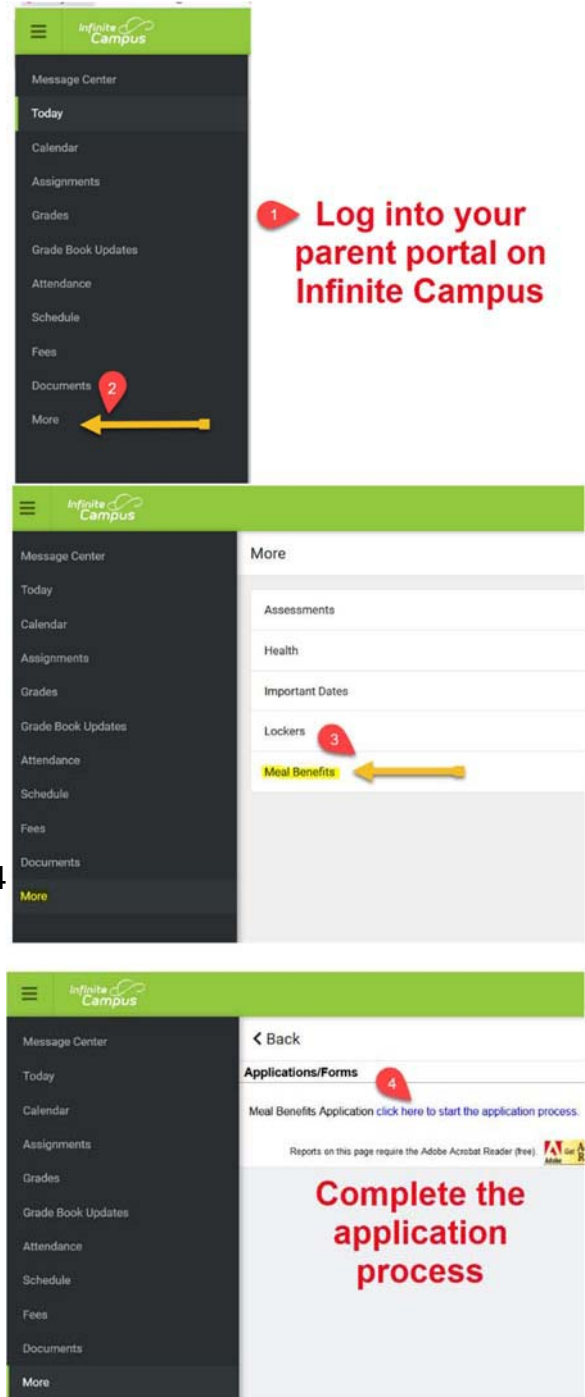 Infinite
Campus
Message Center
Today
Calendar
Assignments
Grades
Grade Book Updates
Attendance
Schedule
Fees
Documents 2
More
1 Log into your
parent portal on
Infinite Campus
Infinite
Campus
Message Center
Today
Calendar
Assignments
Grades
Grade Book Updates
Attendance
Schedule
Fees
Documents
More
More
Assessments
Health
Important Dates
Lockers 3
Meal Benefits
4
Infinite
Campus
Message Center
Today
Calendar
Assignments
Grades
Grade Book Updates
Attendance
Schedule
Fees
Documents
More
Back
Applications/Forms 4
Meal Benefits Application click here to start the application process.
Reports on this page require the Adobe Acrobat Reader (free).
Adobe
Get
Complete the
application
process